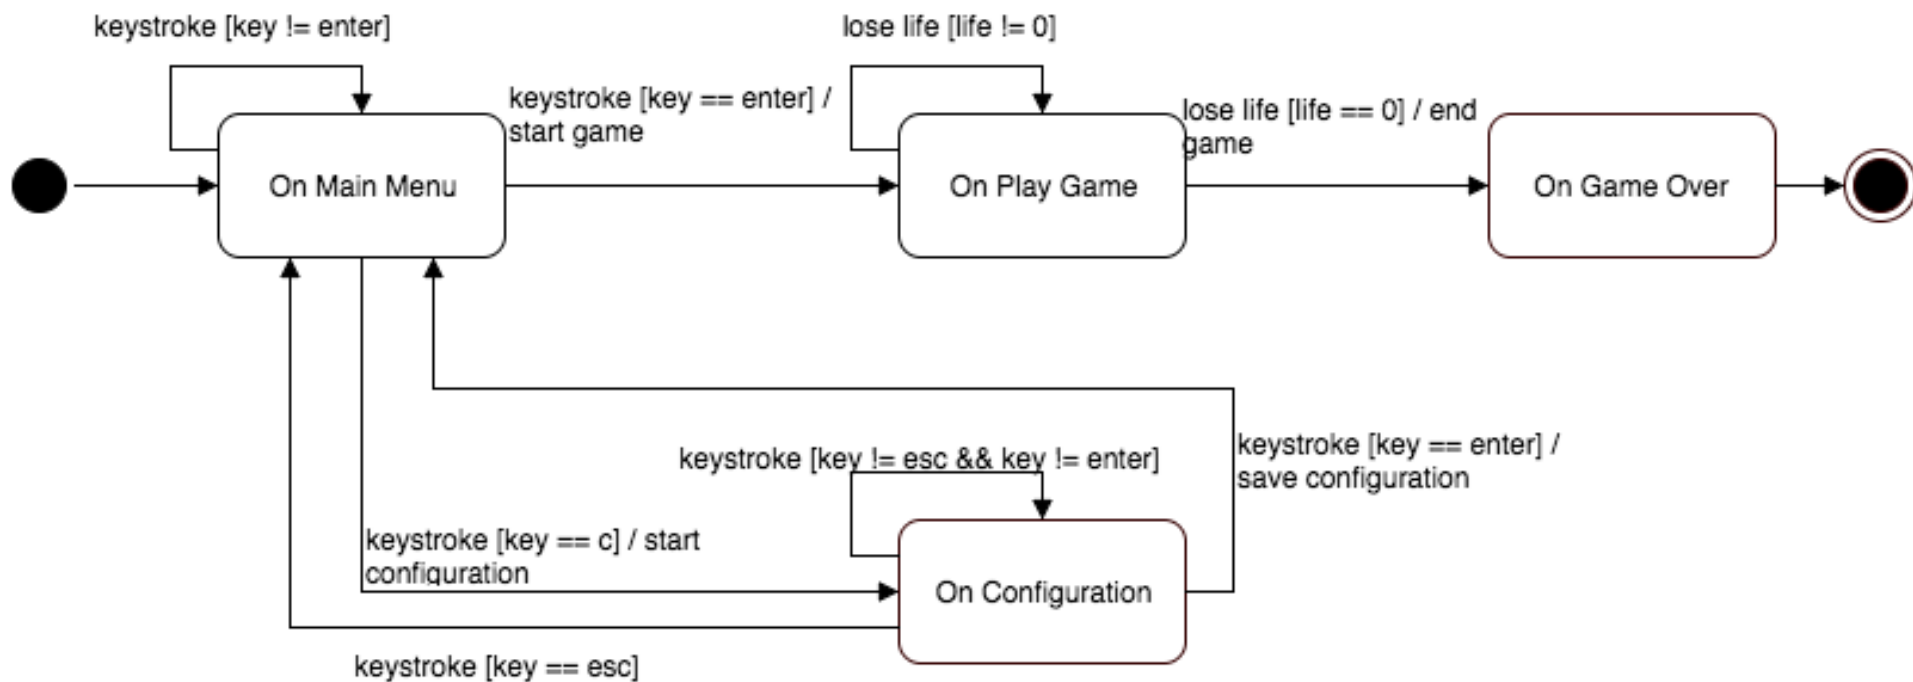 keystroke [key != enter]
lose life [life != 0]
keystroke [key == enter] /
start game
lose life [life == 0] / end
game
On Main Menu
On Play Game
On Game Over
keystroke [key != esc && key != enter]
keystroke [key == enter] /
save configuration
keystroke [key == c] / start
configuration
On Configuration
keystroke [key == esc]